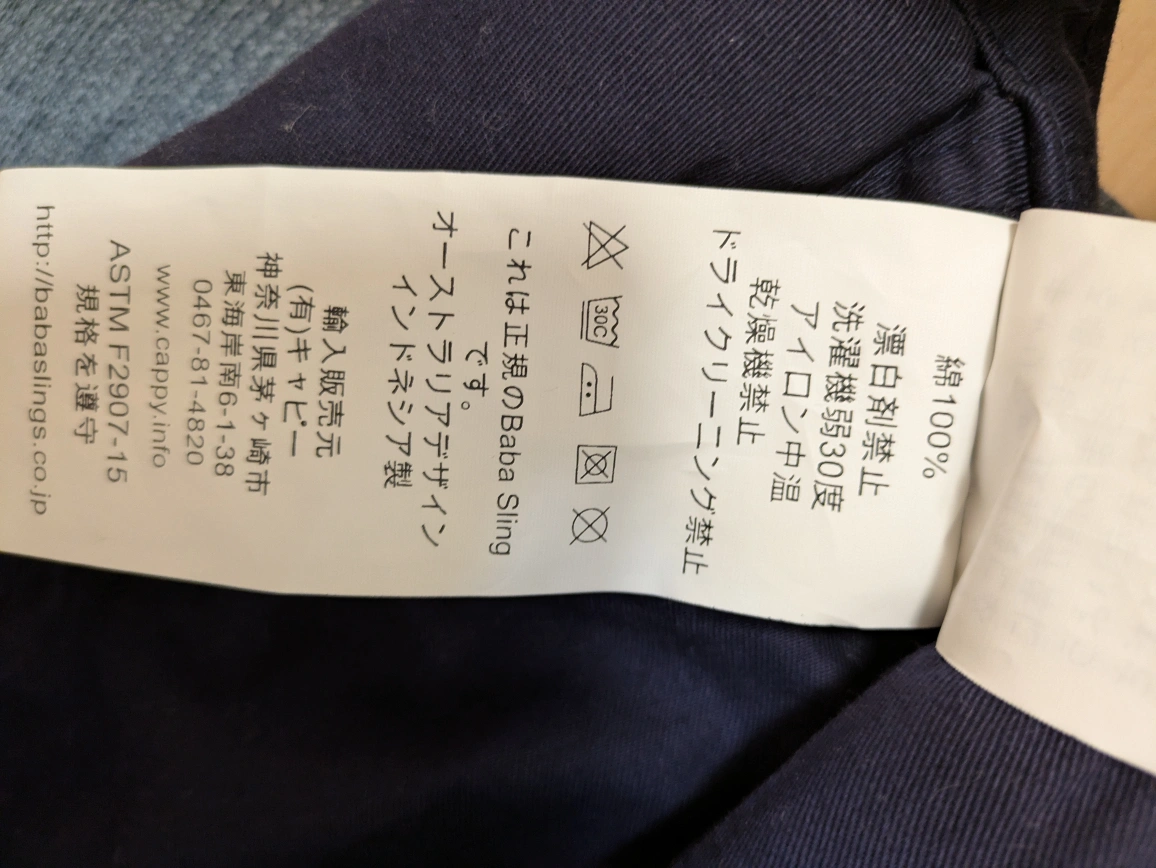 綿100%
漂白剤禁止
洗濯機弱30度
アイロン中温
乾燥機禁止
ドライクリーニング禁止
30C
これは正規のBaba Sling
です。
オーストラリアデザイン
インドネシア製
輸入販売元
(有)キャピー
神奈川県茅ヶ崎市
東海岸南6-1-38
0467-81-4820
www.cappy.info
ASTM F2907-15
規格を遵守
http://babaslings.co.jp